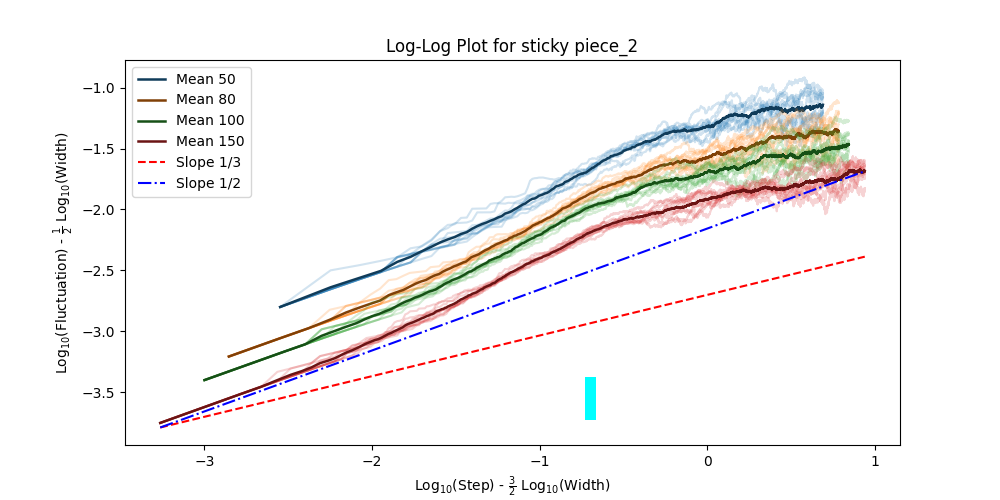 Log-Log Plot for sticky piece_2
Mean 50
Mean 80
Mean 100
Mean 150
Slope 1/3
Slope 1/2
−1.0
−1.5
−2.0
−2.5
−3.0
−3.5
Log₁₀(Fluctuation) - ½ Log₁₀(Width)
−3
−2
−1
0
1
Log₁₀(Step) - 3/2 Log₁₀(Width)